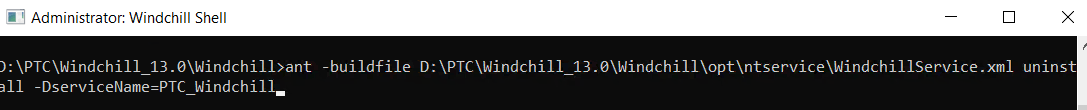 Administrator: Windchill Shell
D:\PTC\Windchill_13.0\Windchill>ant -buildfile D:\PTC\Windchill_13.0\Windchill\opt\ntservice\WindchillService.xml uninst
all -DserviceName=PTC_Windchill